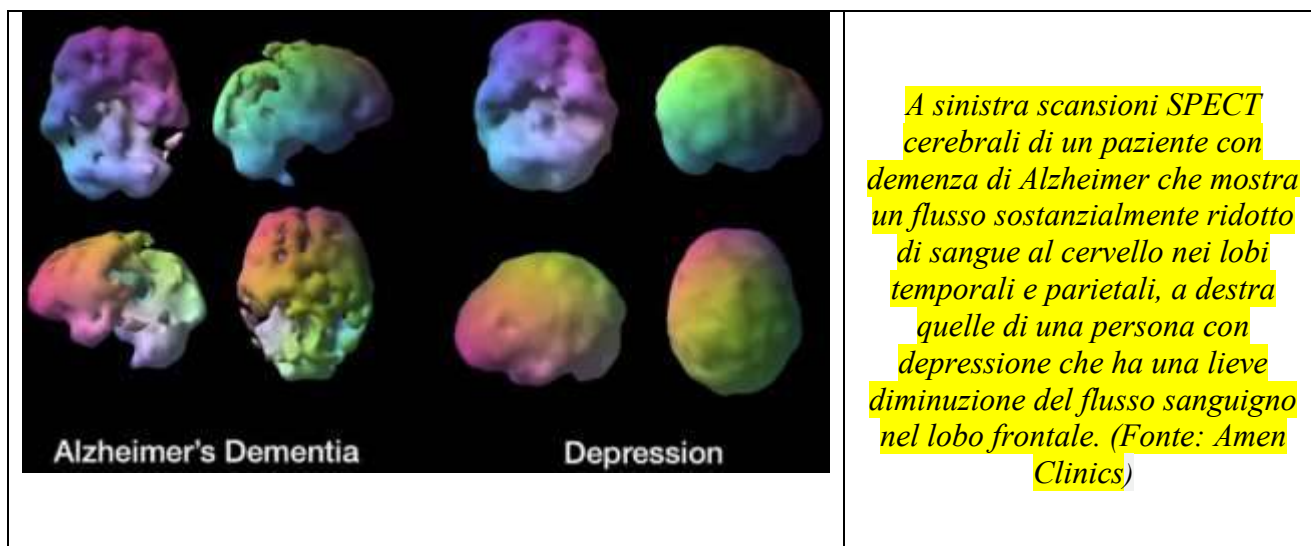 Alzheimer's Dementia
Depression
A sinistra scansioni SPECT
cerebrali di un paziente con
demenza di Alzheimer che mostra
un flusso sostanzialmente ridotto
di sangue al cervello nei lobi
temporali e parietali, a destra
quelle di una persona con
depressione che ha una lieve
diminuzione del flusso sanguigno
nel lobo frontale. (Fonte: Amen
Clinics)